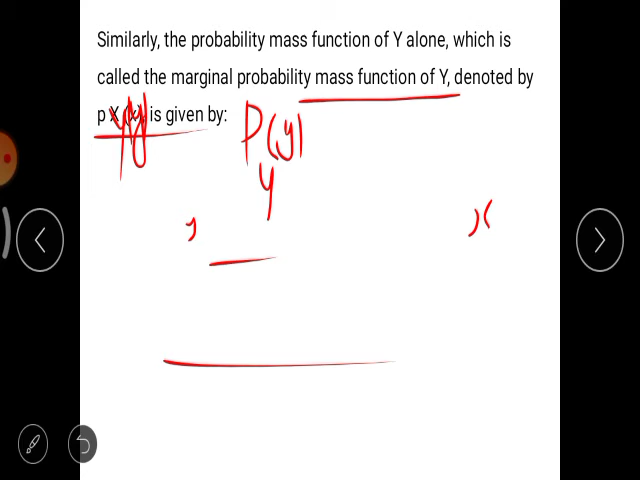 Similarly, the probability mass function of Y alone, which is
called the marginal probability mass function of Y, denoted by
p X (x), is given by:
P(y)
Y
x